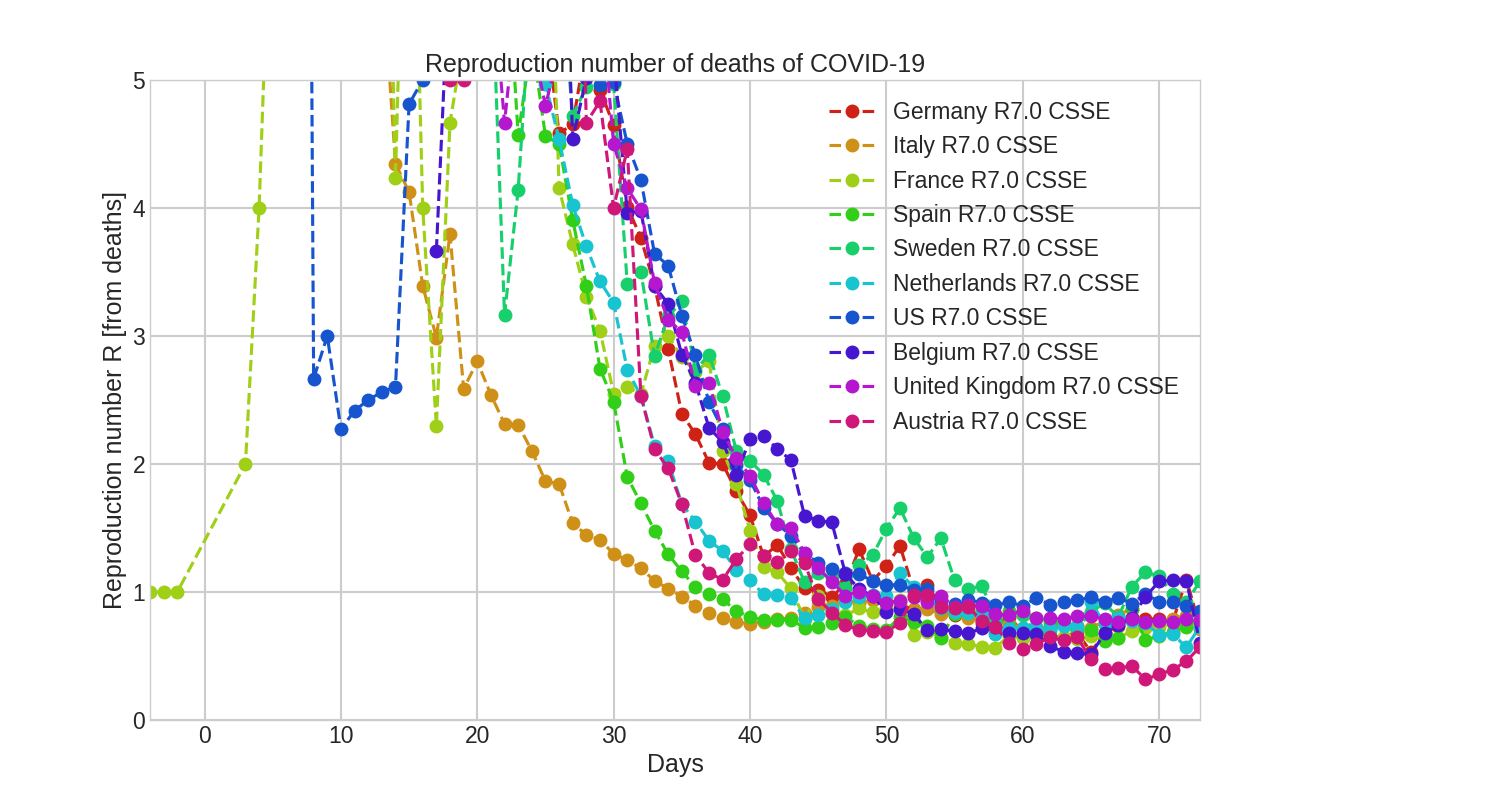 Reproduction number of deaths of COVID-19
Reproduction number R [from deaths]
5
4
3
2
1
0
Germany R7.0 CSSE
Italy R7.0 CSSE
France R7.0 CSSE
Spain R7.0 CSSE
Sweden R7.0 CSSE
Netherlands R7.0 CSSE
US R7.0 CSSE
Belgium R7.0 CSSE
United Kingdom R7.0 CSSE
Austria R7.0 CSSE
0 10 20 30 40 50 60 70
Days